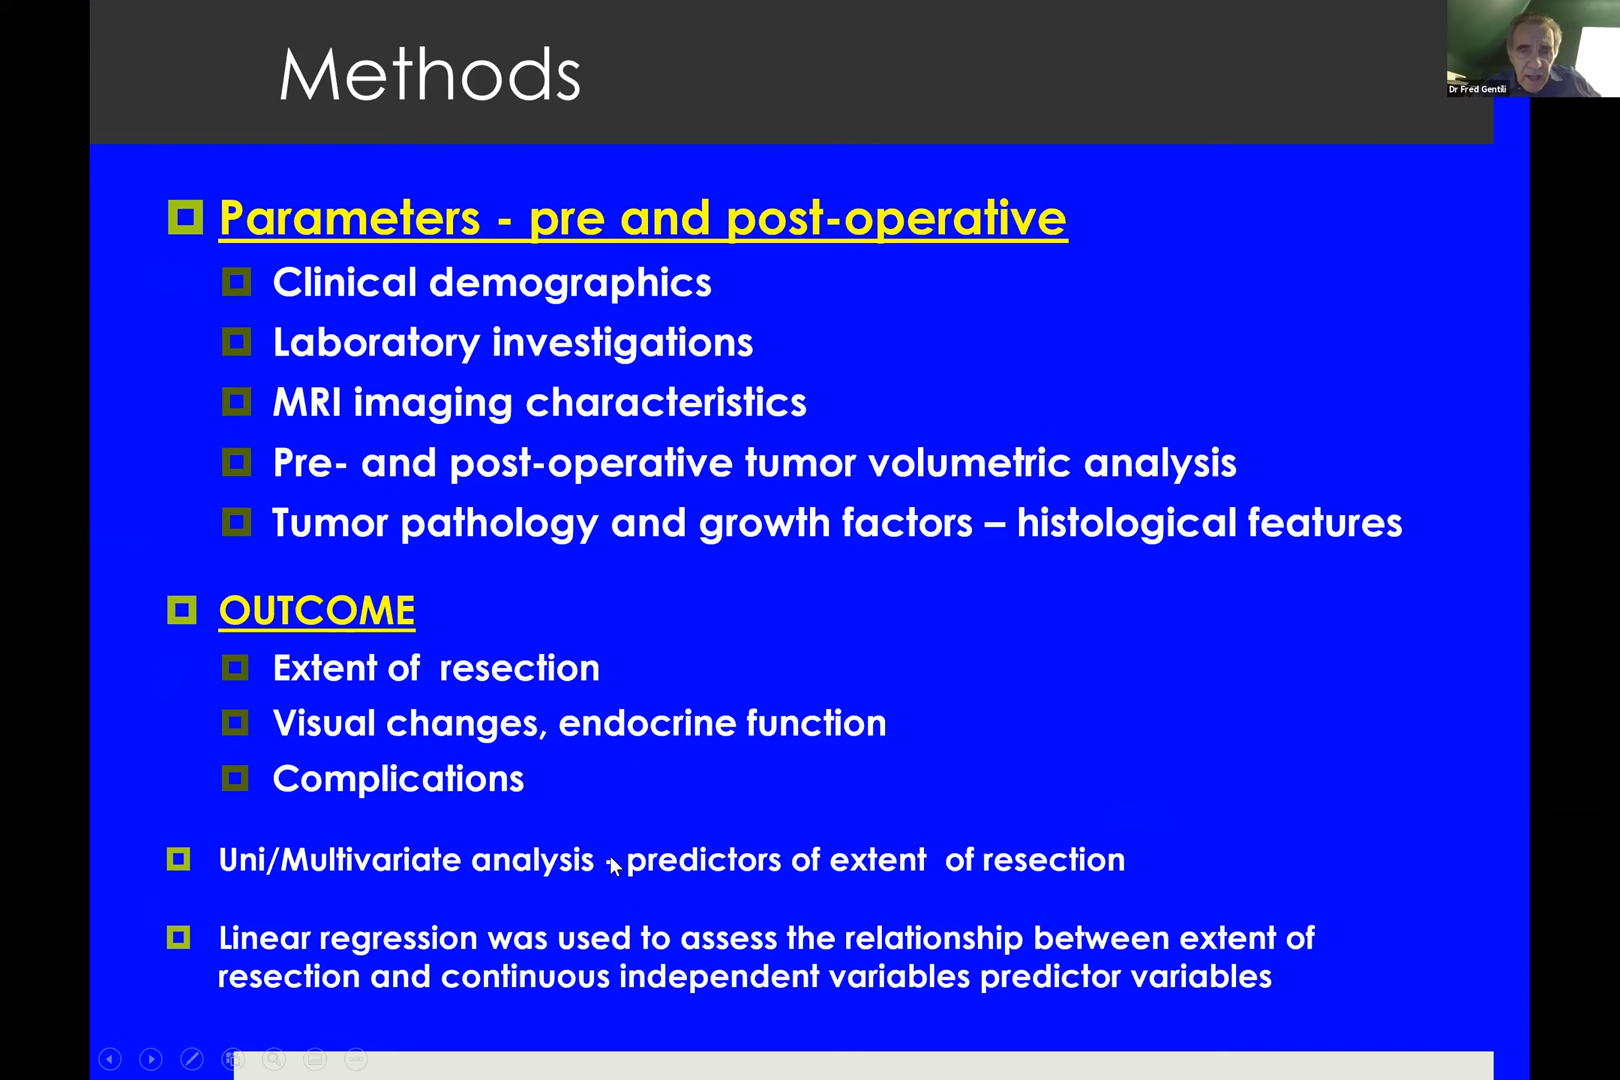 Methods
Dr Fred Gentili
Parameters - pre and post-operative
Clinical demographics
Laboratory investigations
MRI imaging characteristics
Pre- and post-operative tumor volumetric analysis
Tumor pathology and growth factors – histological features
OUTCOME
Extent of resection
Visual changes, endocrine function
Complications
Uni/Multivariate analysis - predictors of extent of resection
Linear regression was used to assess the relationship between extent of
resection and continuous independent variables predictor variables